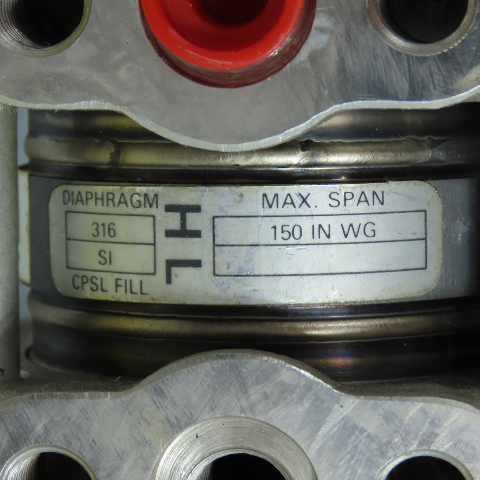 DIAPHRAGM
316
SI
CPSL FILL
H
L
MAX. SPAN
150 IN WG